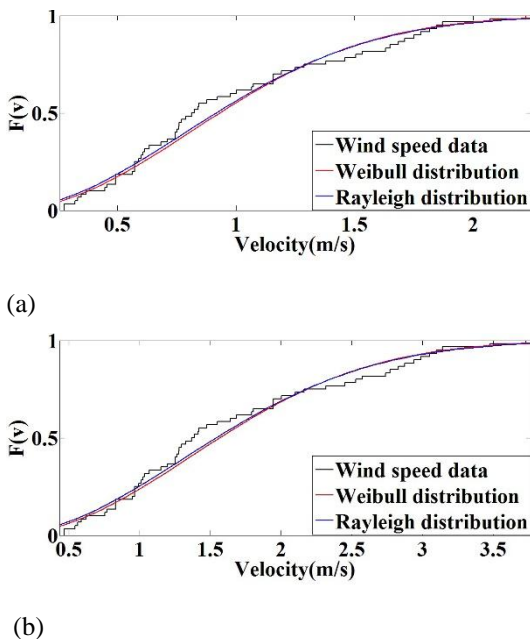 1
F(v)
0.5
0
Wind speed data
Weibull distribution
Rayleigh distribution
0.5 1 1.5 2
Velocity(m/s)
(a)
1
F(v)
0.5
0
Wind speed data
Weibull distribution
Rayleigh distribution
0.5 1 1.5 2 2.5 3 3.5
Velocity(m/s)
(b)